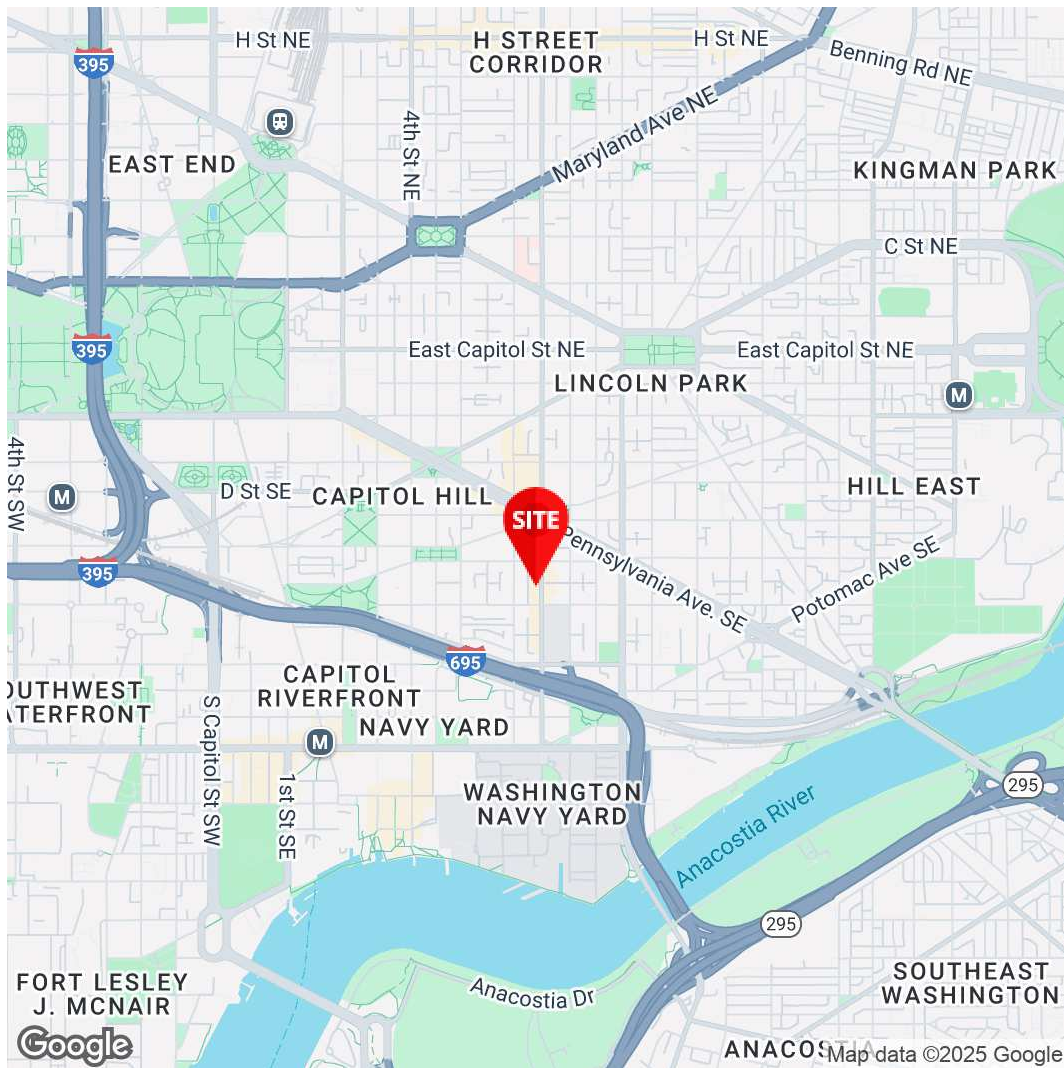 H St NE
H STREET
CORRIDOR
H St NE
Benning Rd NE
395
4th St NE
Maryland Ave NE
EAST END
KINGMAN PARK
C St NE
395
East Capitol St NE
East Capitol St NE
LINCOLN PARK
M
4th St SW
M
D St SE
CAPITOL HILL
HILL EAST
SITE
Pennsylvania Ave. SE
Potomac Ave SE
395
695
CAPITOL
RIVERFRONT
OUTHWEST
ATERFRONT
S Capitol St SW
NAVY YARD
M
1st St SE
WASHINGTON
NAVY YARD
295
Anacostia River
295
FORT LESLEY
J. MCNAIR
Anacostia Dr
SOUTHEAST
WASHINGTON
ANACOSTIA
Google
Map data ©2025 Google